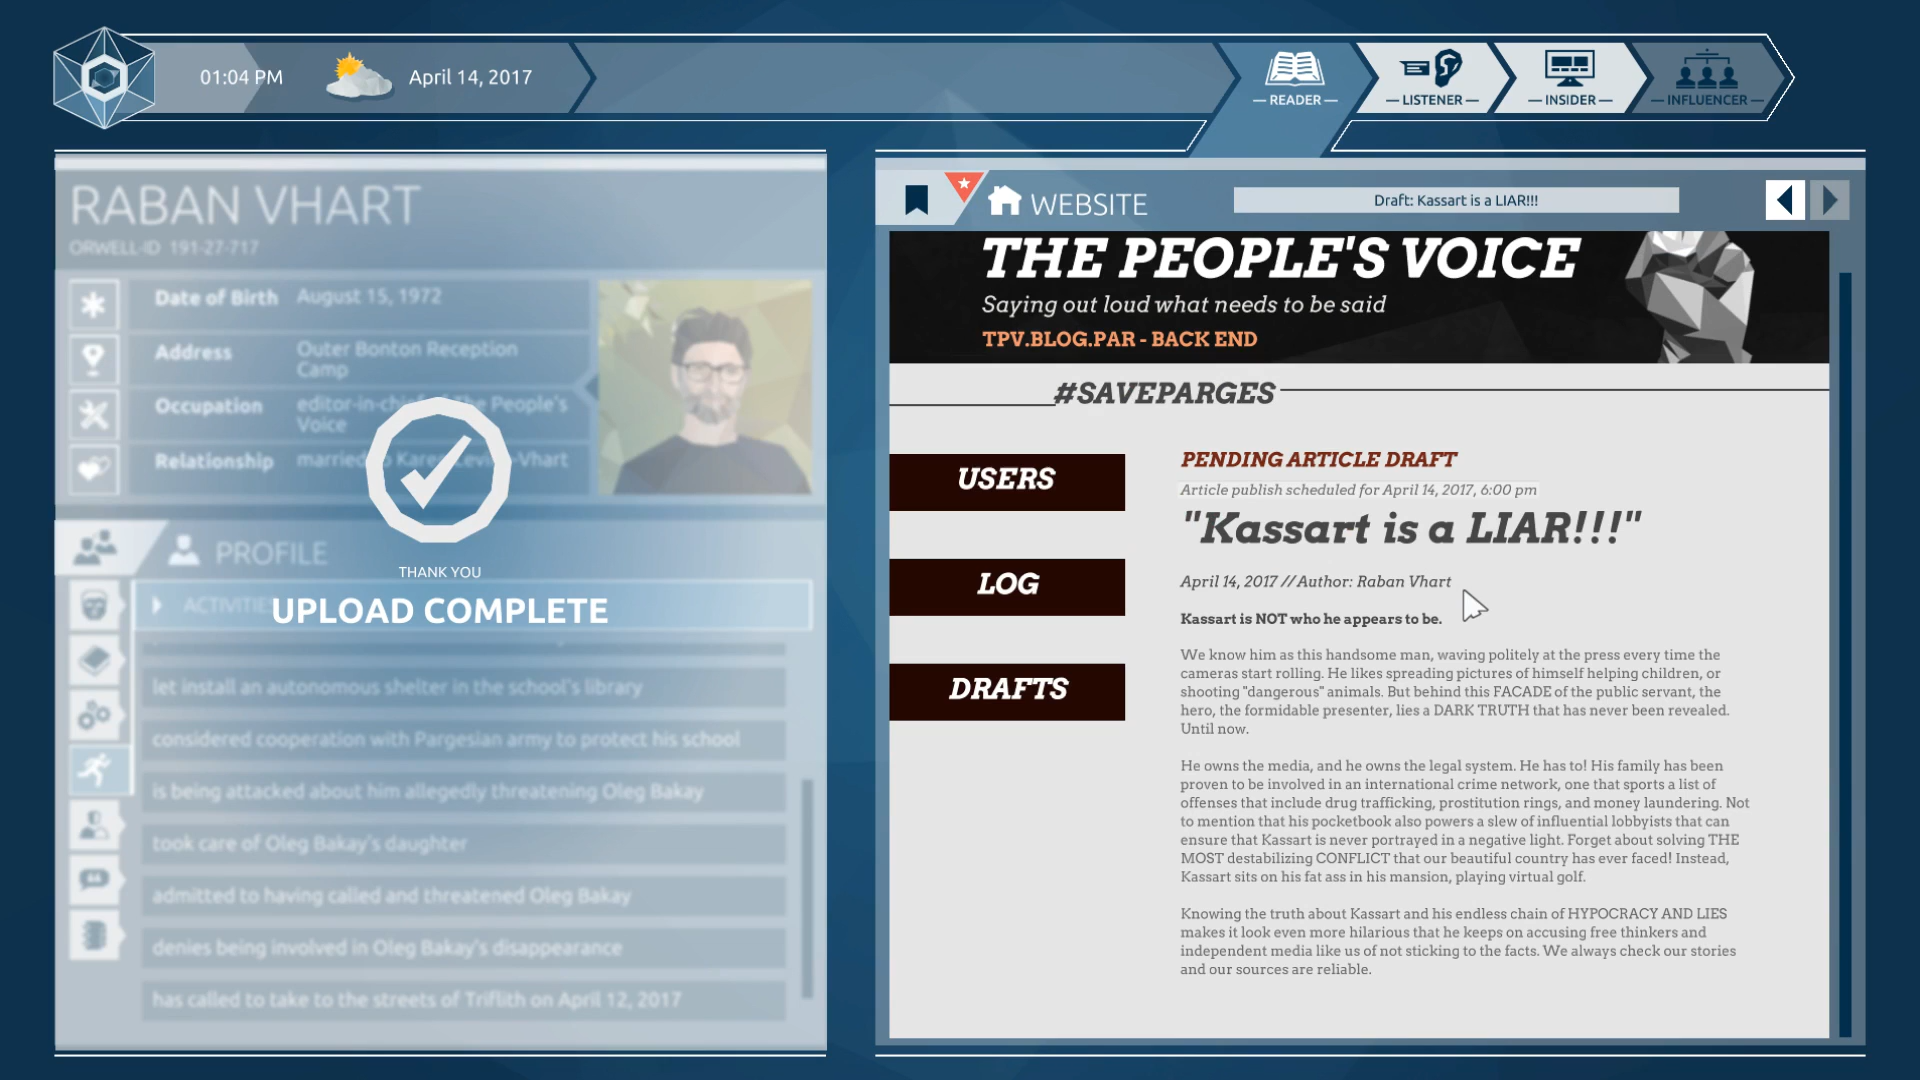 01:04 PM
April 14, 2017
— READER —
— LISTENER —
— INSIDER —
— INFLUENCER —
RABAN VHART
ORWELL-ID 191-27-717
Date of Birth August 15, 1972
Address Outer Bonton Reception
Camp
Occupation editor-in-chief of The People's
Voice
Relationship married to Karen Levine-Vhart
PROFILE
THANK YOU
ACTIVITIES
UPLOAD COMPLETE
let install an autonomous shelter in the school's library
considered cooperation with Pargesian army to protect his school
is being attacked about him allegedly threatening Oleg Bakay
took care of Oleg Bakay's daughter
admitted to having called and threatened Oleg Bakay
denies being involved in Oleg Bakay's disappearance
has called to take to the streets of Triflith on April 12, 2017
WEBSITE
Draft: Kassart is a LIAR!!!
THE PEOPLE'S VOICE
Saying out loud what needs to be said
TPV.BLOG.PAR - BACK END
#SAVEPARGES
USERS
LOG
DRAFTS
PENDING ARTICLE DRAFT
Article publish scheduled for April 14, 2017, 6:00 pm
"Kassart is a LIAR!!!"
April 14, 2017 // Author: Raban Vhart
Kassart is NOT who he appears to be.
We know him as this handsome man, waving politely at the press every time the
cameras start rolling. He likes spreading pictures of himself helping children, or
shooting "dangerous" animals. But behind this FACADE of the public servant, the
hero, the formidable presenter, lies a DARK TRUTH that has never been revealed.
Until now.
He owns the media, and he owns the legal system. He has to! His family has been
proven to be involved in an international crime network, one that sports a list of
offenses that include drug trafficking, prostitution rings, and money laundering. Not
to mention that his pocketbook also powers a slew of influential lobbyists that can
ensure that Kassart is never portrayed in a negative light. Forget about solving THE
MOST destabilizing CONFLICT that our beautiful country has ever faced! Instead,
Kassart sits on his fat ass in his mansion, playing virtual golf.
Knowing the truth about Kassart and his endless chain of HYPOCRACY AND LIES
makes it look even more hilarious that he keeps on accusing free thinkers and
independent media like us of not sticking to the facts. We always check our stories
and our sources are reliable.